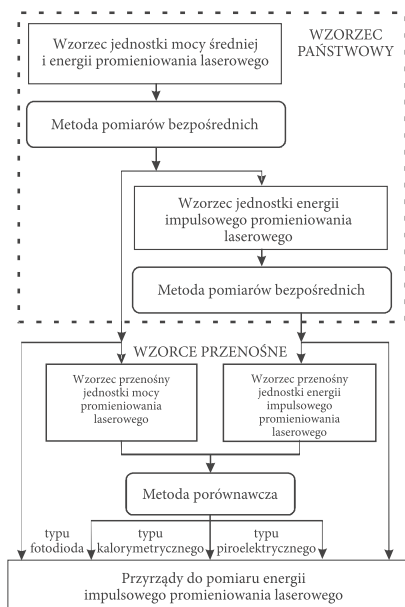 WZORZEC
PAŃSTWOWY
Wzorzec jednostki mocy średniej
i energii promieniowania laserowego
Metoda pomiarów bezpośrednich
Wzorzec jednostki energii
impulsowego promieniowania
laserowego
Metoda pomiarów bezpośrednich
WZORCE PRZENOŚNE
Wzorzec przenośny
jednostki mocy
promieniowania
laserowego
Wzorzec przenośny
jednostki energii
impulsowego
promieniowania
laserowego
Metoda porównawcza
typu
fotodioda
typu
kalorymetrycznego
typu
piroelektrycznego
Przyrządy do pomiaru energii
impulsowego promieniowania laserowego